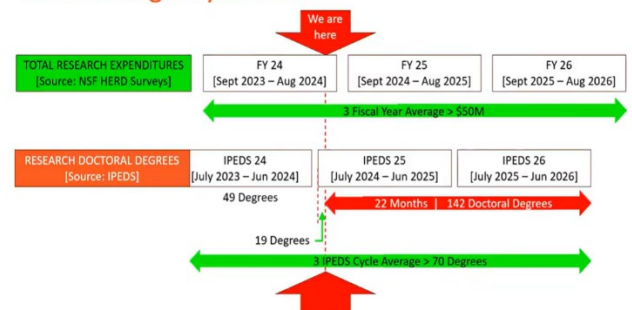 We are
here
TOTAL RESEARCH EXPENDITURES
[Source: NSF HERD Surveys]
FY 24
[Sept 2023 – Aug 2024]
FY 25
[Sept 2024 – Aug 2025]
FY 26
[Sept 2025 – Aug 2026]
3 Fiscal Year Average > $50M
RESEARCH DOCTORAL DEGREES
[Source: IPEDS]
IPEDS 24
[July 2023 – Jun 2024]
IPEDS 25
[July 2024 – Jun 2025]
IPEDS 26
[July 2025 – Jun 2026]
49 Degrees
22 Months | 142 Doctoral Degrees
19 Degrees
3 IPEDS Cycle Average > 70 Degrees